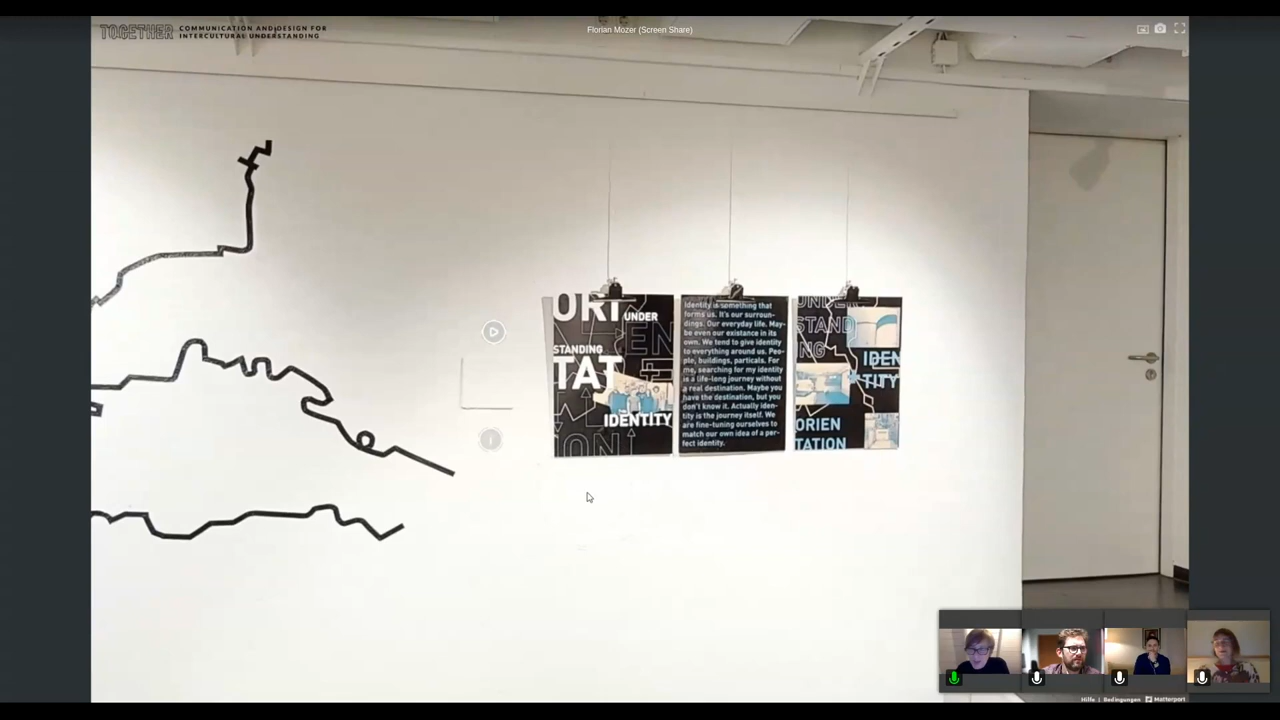 TOGETHER COMMUNICATION AND DESIGN FOR
INTERCULTURAL UNDERSTANDING
Florian Mozer (Screen Share)
ORI UNDER
STANDING
TAT
IDENTITY
ION
Identity is something that
forms us. It's our surroun-
dings. Our everyday life. May-
be even our existance in its
own. We tend to give identity
to everything around us. Peo-
ple, buildings, particals. For
me, searching for my identity
is a life-long journey without
a real destination. Maybe you
have the destination, but you
don't know it. Actually iden-
tity is the journey itself. We
are fine-tuning ourselves to
match our own idea of a per-
fect identity.
UNDER
STAND
ING
IDEN
TITY
ORIEN
TATION
Hilfe | Bedingungen Matterport